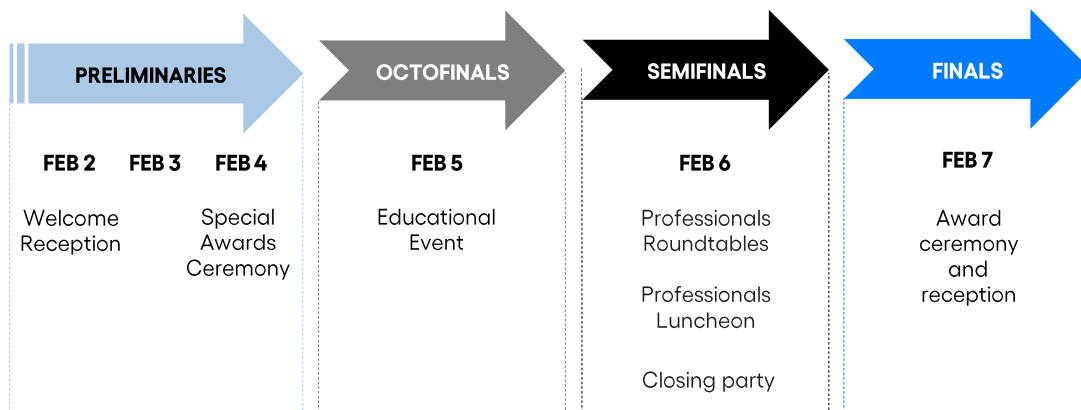 PRELIMINARIES
OCTOFINALS
SEMIFINALS
FINALS
FEB 2
FEB 3
FEB 4
FEB 5
FEB 6
FEB 7
Welcome
Reception
Special
Awards
Ceremony
Educational
Event
Professionals
Roundtables
Professionals
Luncheon
Closing party
Award
ceremony
and
reception